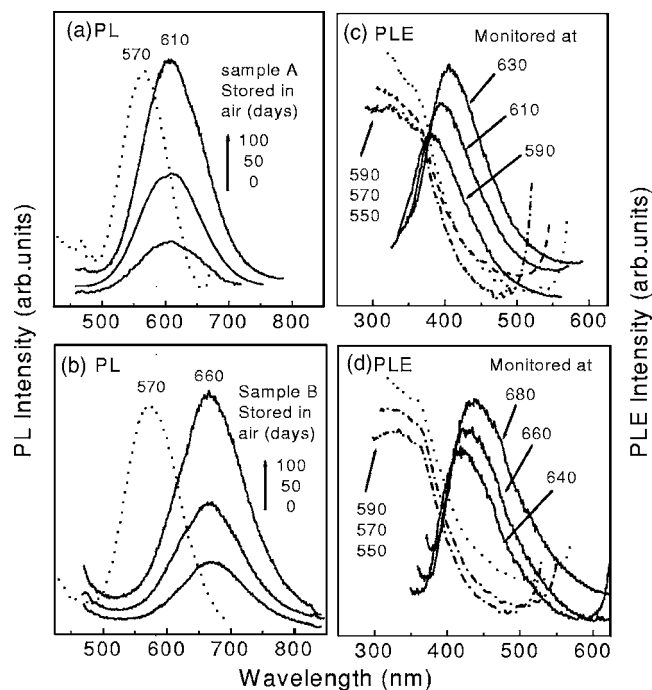 (a) PL
570
610
sample A
Stored in
air (days)
100
50
0
500 600 700 800
(c) PLE
Monitored at
630
610
590
590
570
550
300 400 500 600
(b) PL
570
660
Sample B
Stored in
air (days)
100
50
0
500 600 700 800
(d) PLE
Monitored at
680
660
640
590
570
550
300 400 500 600
PL Intensity (arb.units)
PLE Intensity (arb.units)
Wavelength (nm)